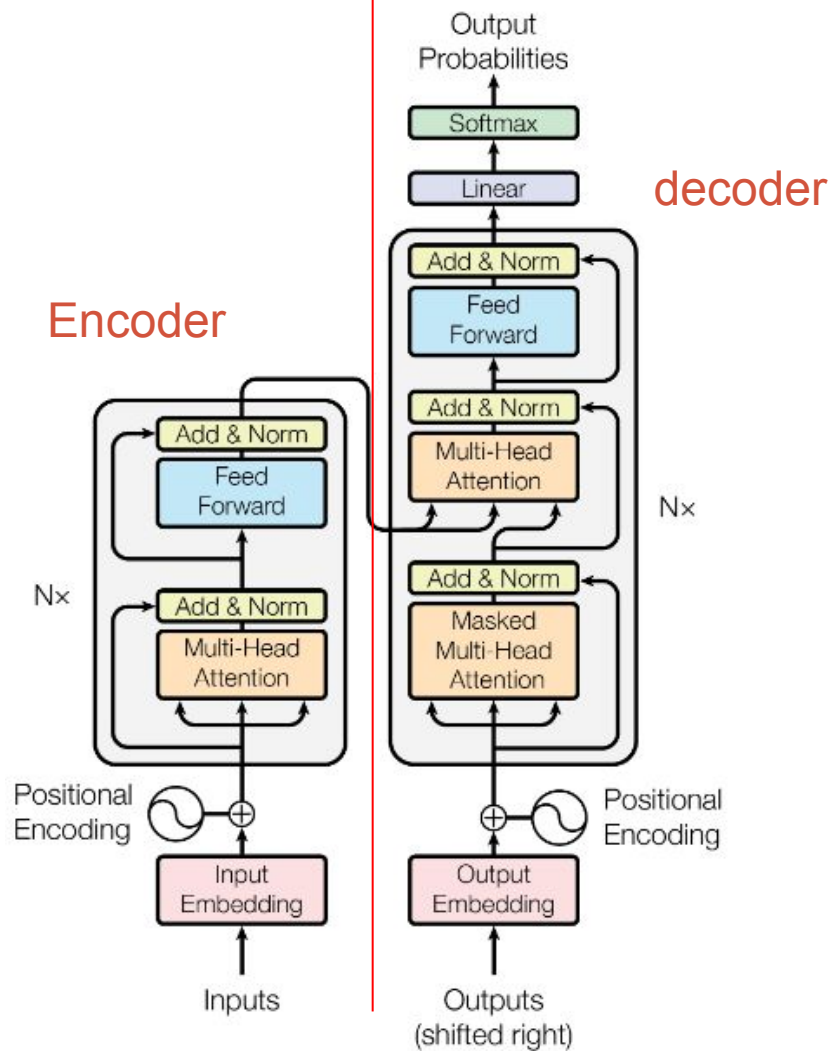 Encoder
Add & Norm
Feed
Forward
Add & Norm
Multi-Head
Attention
N×
Positional
Encoding
Input
Embedding
Inputs
decoder
Output
Probabilities
Softmax
Linear
Add & Norm
Feed
Forward
Add & Norm
Multi-Head
Attention
N×
Add & Norm
Masked
Multi-Head
Attention
Positional
Encoding
Output
Embedding
Outputs
(shifted right)